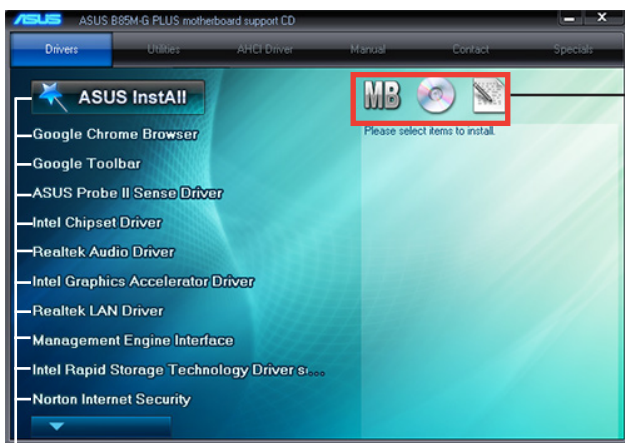 ASUS ASUS B85M-G PLUS motherboard support CD
Drivers Utilities AHCI Driver Manual Contact Specials
ASUS InstAll
MB
Please select items to install.
Google Chrome Browser
Google Toolbar
ASUS Probe II Sense Driver
Intel Chipset Driver
Realtek Audio Driver
Intel Graphics Accelerator Driver
Realtek LAN Driver
Management Engine Interface
Intel Rapid Storage Technology Driver s....
Norton Internet Security